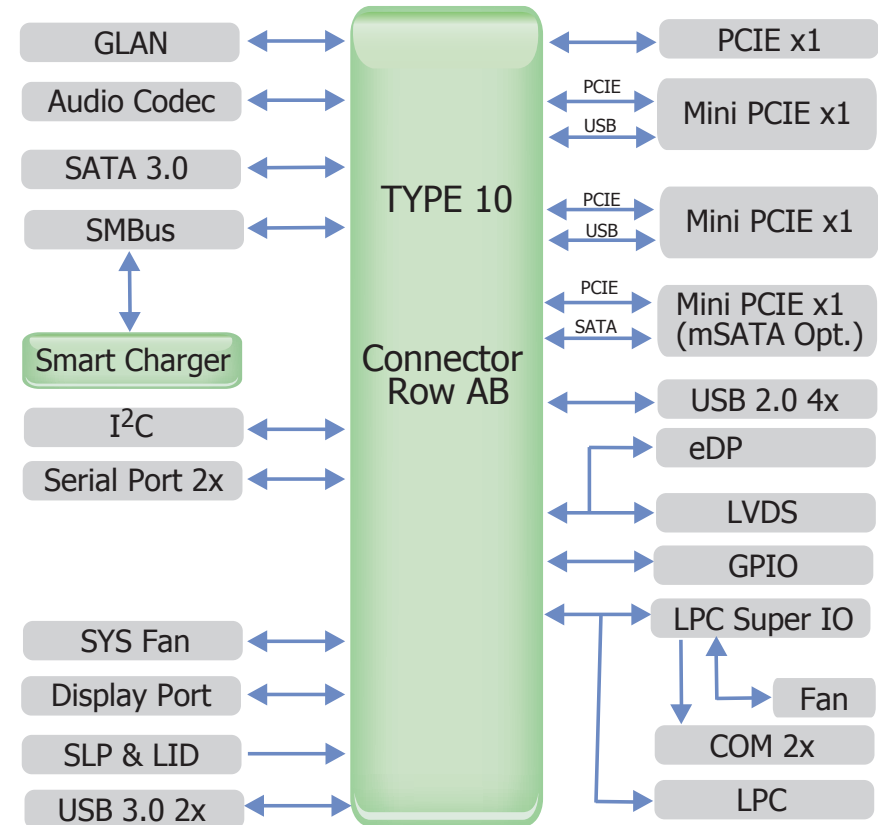 GLAN
Audio Codec
SATA 3.0
SMBus
Smart Charger
I²C
Serial Port 2x
SYS Fan
Display Port
SLP & LID
USB 3.0 2x
TYPE 10
Connector
Row AB
PCIE x1
PCIE
USB
Mini PCIE x1
PCIE
USB
Mini PCIE x1
PCIE
SATA
Mini PCIE x1
(mSATA Opt.)
USB 2.0 4x
eDP
LVDS
GPIO
LPC Super IO
Fan
COM 2x
LPC